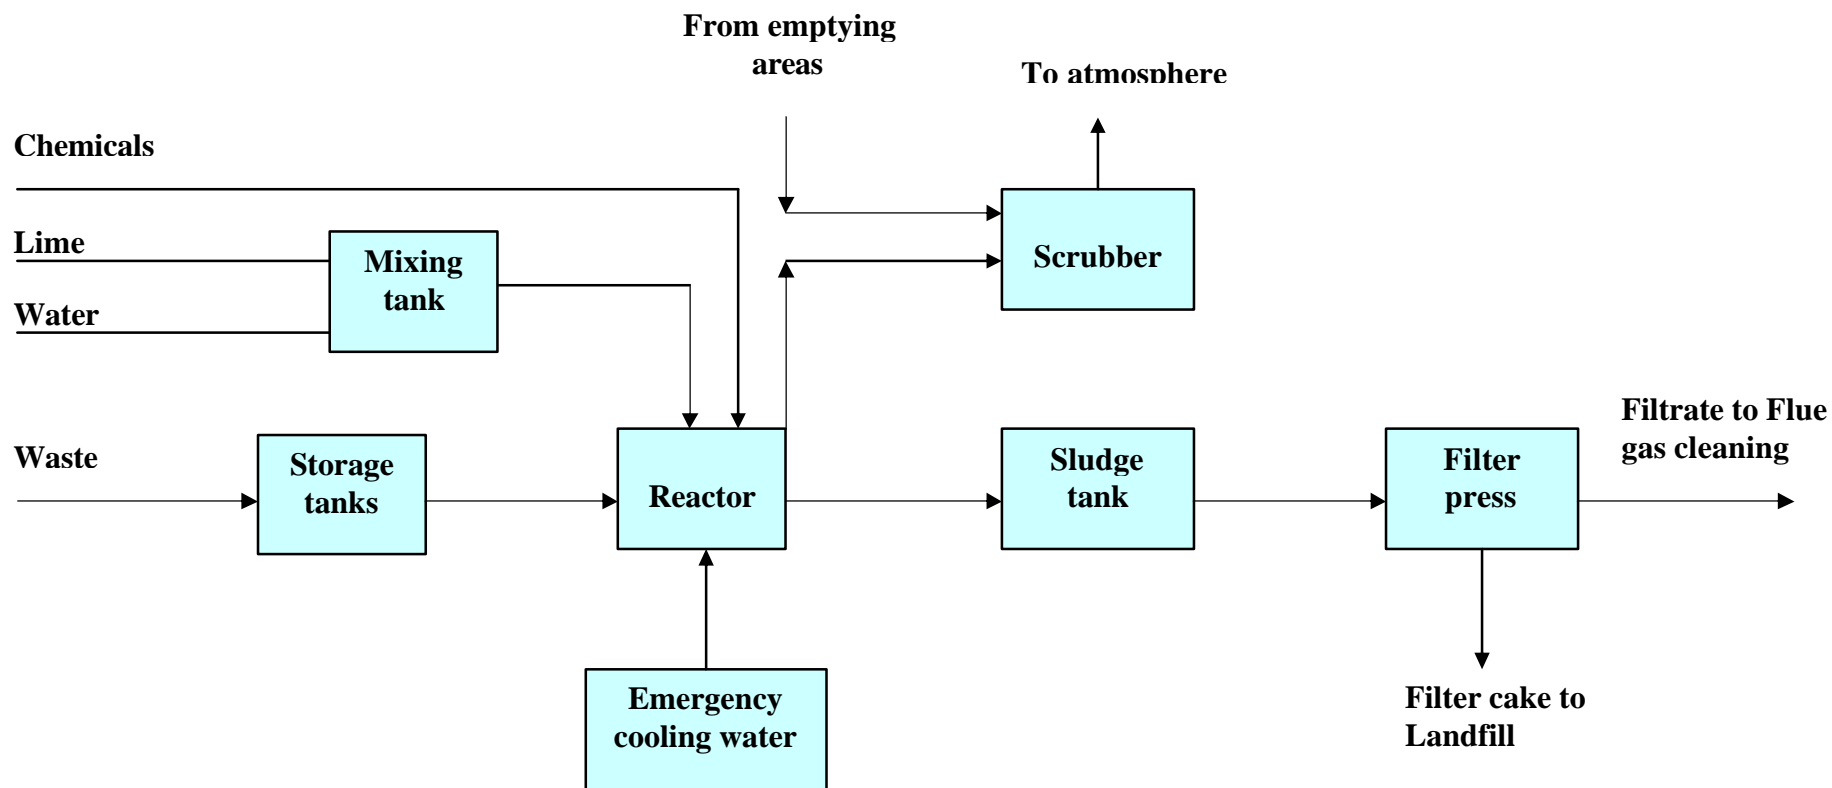 From emptying
areas
To atmosphere
Chemicals
Lime
Mixing
tank
Scrubber
Water
Waste
Storage
tanks
Reactor
Sludge
tank
Filter
press
Filtrate to Flue
gas cleaning
Emergency
cooling water
Filter cake to
Landfill